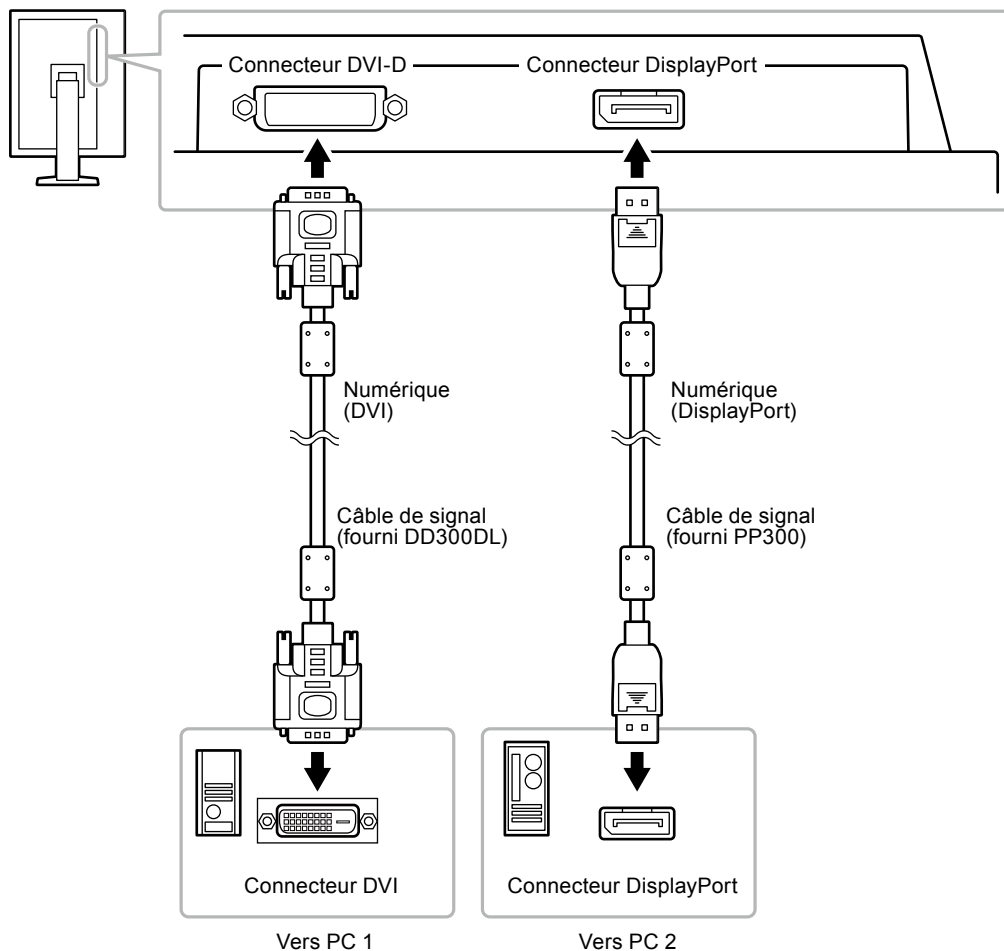 Connecteur DVI-D
Connecteur DisplayPort
Numérique
(DVI)
Numérique
(DisplayPort)
Câble de signal
(fourni DD300DL)
Câble de signal
(fourni PP300)
Connecteur DVI
Connecteur DisplayPort
Vers PC 1
Vers PC 2